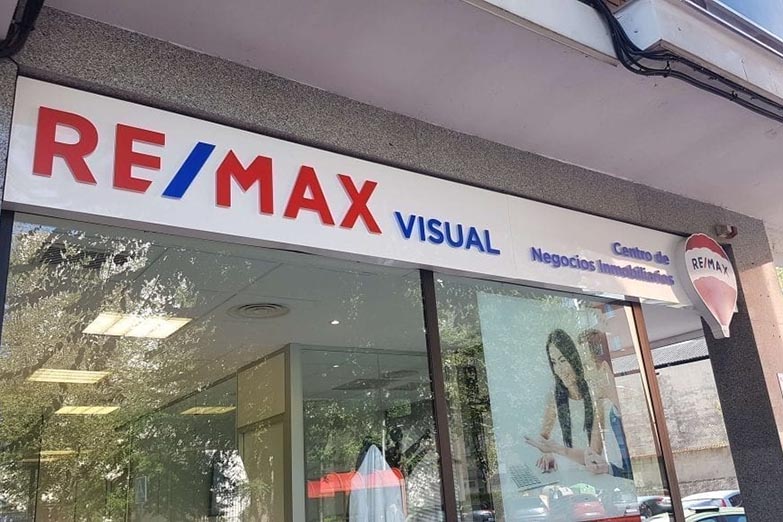 RE/MAX VISUAL
Centro de
Negocios Inmobiliarios
RE/MAX